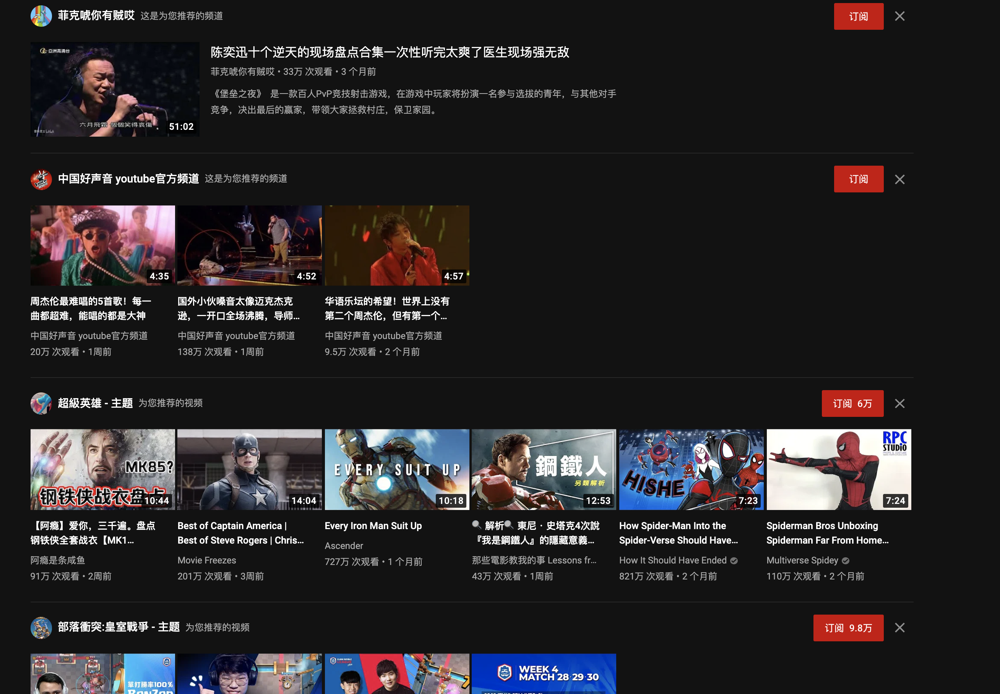 菲克唬你有贼哎 这是为您推荐的频道
订阅
亞洲高清台
六月飛霜 個個笑得哀傷
51:02
陈奕迅十个逆天的现场盘点合集一次性听完太爽了医生现场强无敌
菲克唬你有贼哎 • 33万 次观看 • 3 个月前
《堡垒之夜》 是一款百人PvP竞技射击游戏，在游戏中玩家将扮演一名参与选拔的青年，与其他对手
竞争，决出最后的赢家，带领大家拯救村庄，保卫家园。
中国好声音 youtube官方频道 这是为您推荐的频道
订阅
4:35
4:52
4:57
周杰伦最难唱的5首歌！每一
曲都超难，能唱的都是大神
中国好声音 youtube官方频道
20万 次观看 • 1周前
国外小伙嗓音太像迈克杰克
逊，一开口全场沸腾，导师...
中国好声音 youtube官方频道
138万 次观看 • 1周前
华语乐坛的希望！世界上没有
第二个周杰伦，但有第一个...
中国好声音 youtube官方频道
9.5万 次观看 • 2 个月前
超級英雄 - 主题 为您推荐的视频
订阅 6万
MK85?
钢铁侠战衣盘点
10:44
14:04
EVERY SUIT UP
10:18
鋼鐵人
另類解析
12:53
HISHE
7:23
RPC
STUDIO
7:24
【阿瘾】爱你，三千遍。盘点
钢铁侠全套战衣【MK1...
阿瘾是条咸鱼
91万 次观看 • 2周前
Best of Captain America |
Best of Steve Rogers | Chris...
Movie Freezes
201万 次观看 • 3周前
Every Iron Man Suit Up
Ascender
727万 次观看 • 1 个月前
🔍 解析🔍 東尼‧史塔克4次說
『我是鋼鐵人』的隱藏意義...
那些電影教我的事 Lessons fr...
43万 次观看 • 1周前
How Spider-Man Into the
Spider-Verse Should Have...
How It Should Have Ended
821万 次观看 • 2 个月前
Spiderman Bros Unboxing
Spiderman Far From Home...
Multiverse Spidey
110万 次观看 • 2 个月前
部落衝突:皇室戰爭 - 主题 为您推荐的视频
订阅 9.8万
單打勝率100%
CLASH ROYALE
LEAGUE
WEEK 4
MATCH 28·29·30